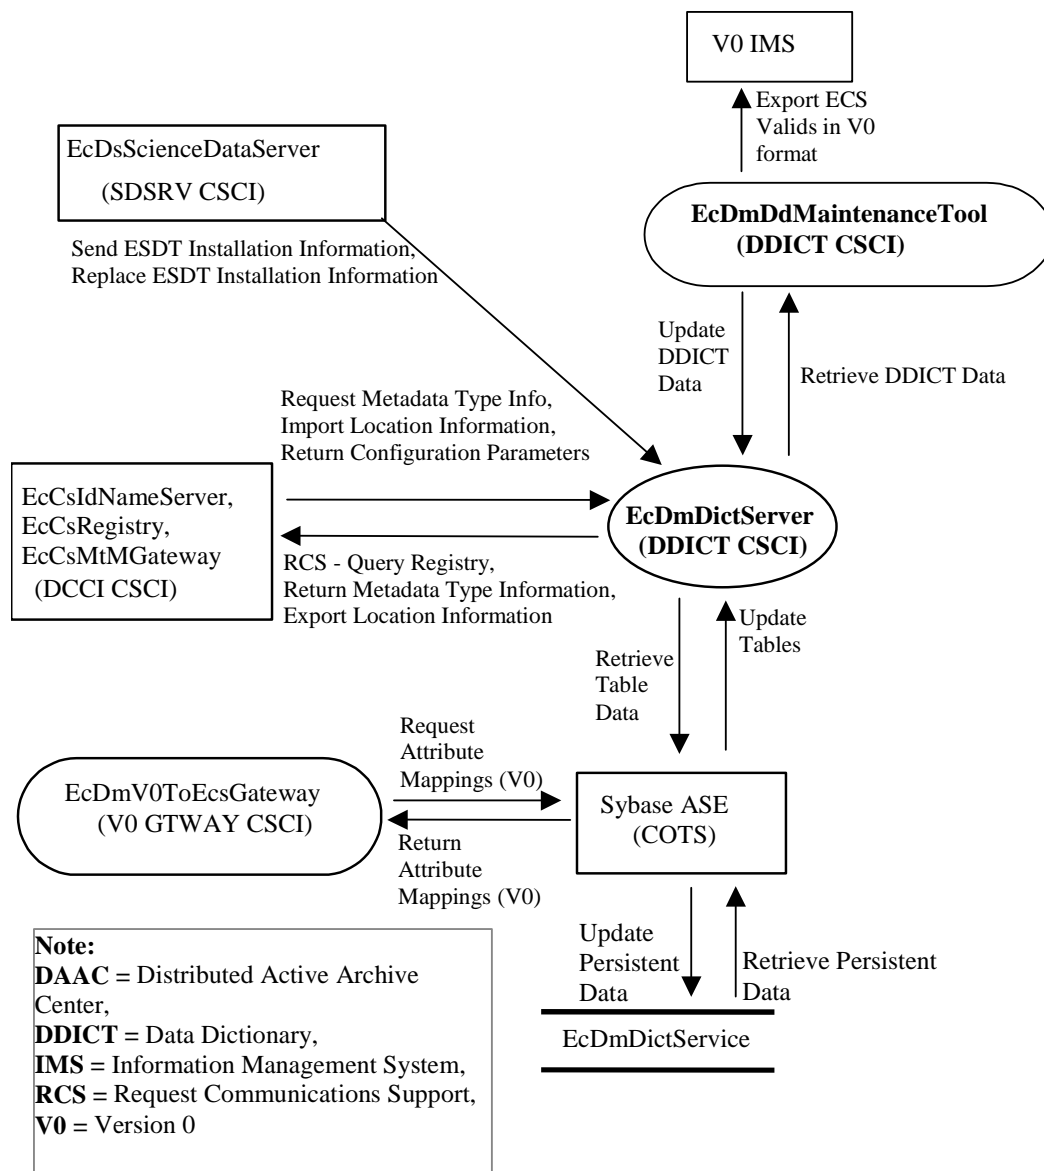 V0 IMS
Export ECS
Valids in V0
format
EcDsScienceDataServer
(SDSRV CSCI)
EcDmDdMaintenanceTool
(DDICT CSCI)
Send ESDT Installation Information,
Replace ESDT Installation Information
Update
DDICT
Data
Retrieve DDICT Data
Request Metadata Type Info,
Import Location Information,
Return Configuration Parameters
EcCsIdNameServer,
EcCsRegistry,
EcCsMtMGateway
(DCCI CSCI)
EcDmDictServer
(DDICT CSCI)
RCS - Query Registry,
Return Metadata Type Information,
Export Location Information
Retrieve
Table
Data
Update
Tables
Request
Attribute
Mappings (V0)
EcDmV0ToEcsGateway
(V0 GTWAY CSCI)
Sybase ASE
(COTS)
Return
Attribute
Mappings (V0)
Update
Persistent
Data
Retrieve Persistent
Data
EcDmDictService
Note:
DAAC = Distributed Active Archive
Center,
DDICT = Data Dictionary,
IMS = Information Management System,
RCS = Request Communications Support,
V0 = Version 0